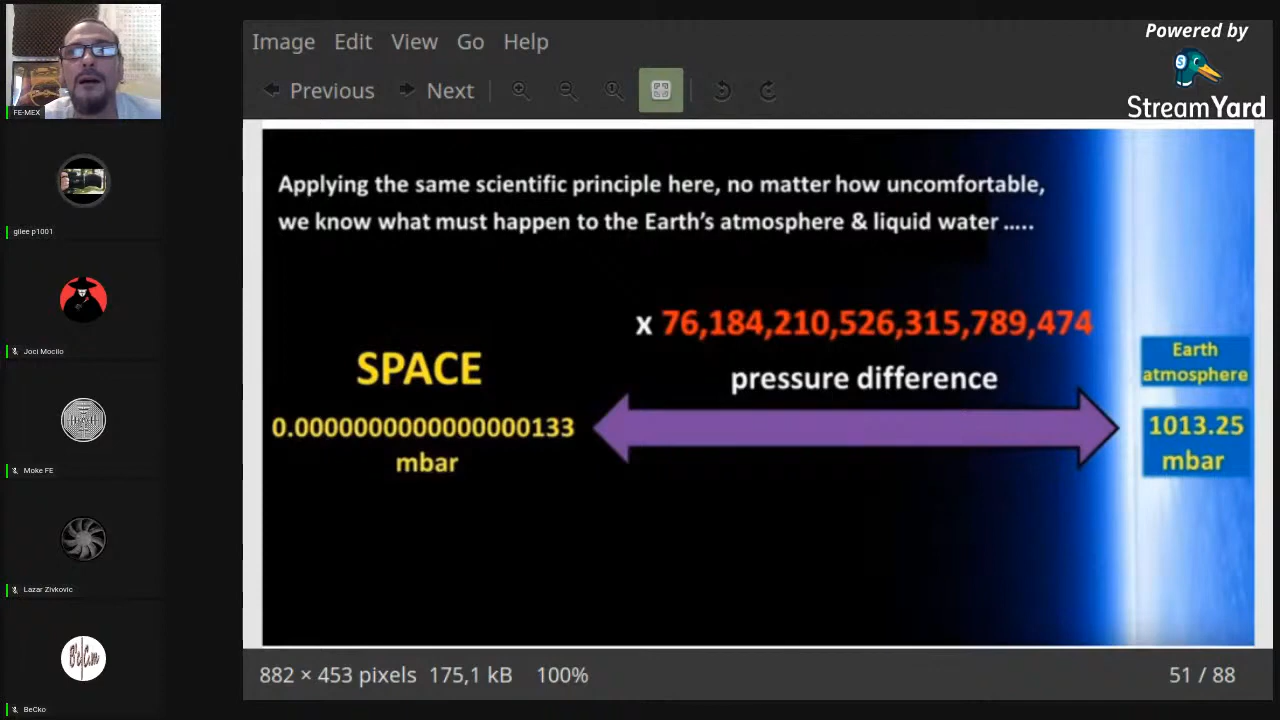 FE-MEX
gilee p1001
Joci Mocilo
Moke FE
Lazar Zivkovic
BeCko
Image Edit View Go Help
Previous Next
Powered by
StreamYard
Applying the same scientific principle here, no matter how uncomfortable,
we know what must happen to the Earth's atmosphere & liquid water .....
x 76,184,210,526,315,789,474
pressure difference
SPACE
0.0000000000000000133
mbar
Earth
atmosphere
1013.25
mbar
882 × 453 pixels 175,1 kB 100%
51 / 88